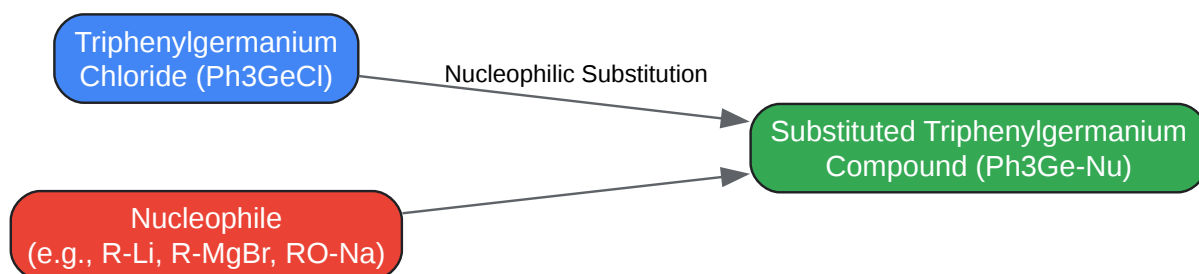 Triphenylgermanium
Chloride (Ph3GeCl)
Nucleophilic Substitution
Substituted Triphenylgermanium
Compound (Ph3Ge-Nu)
Nucleophile
(e.g., R-Li, R-MgBr, RO-Na)